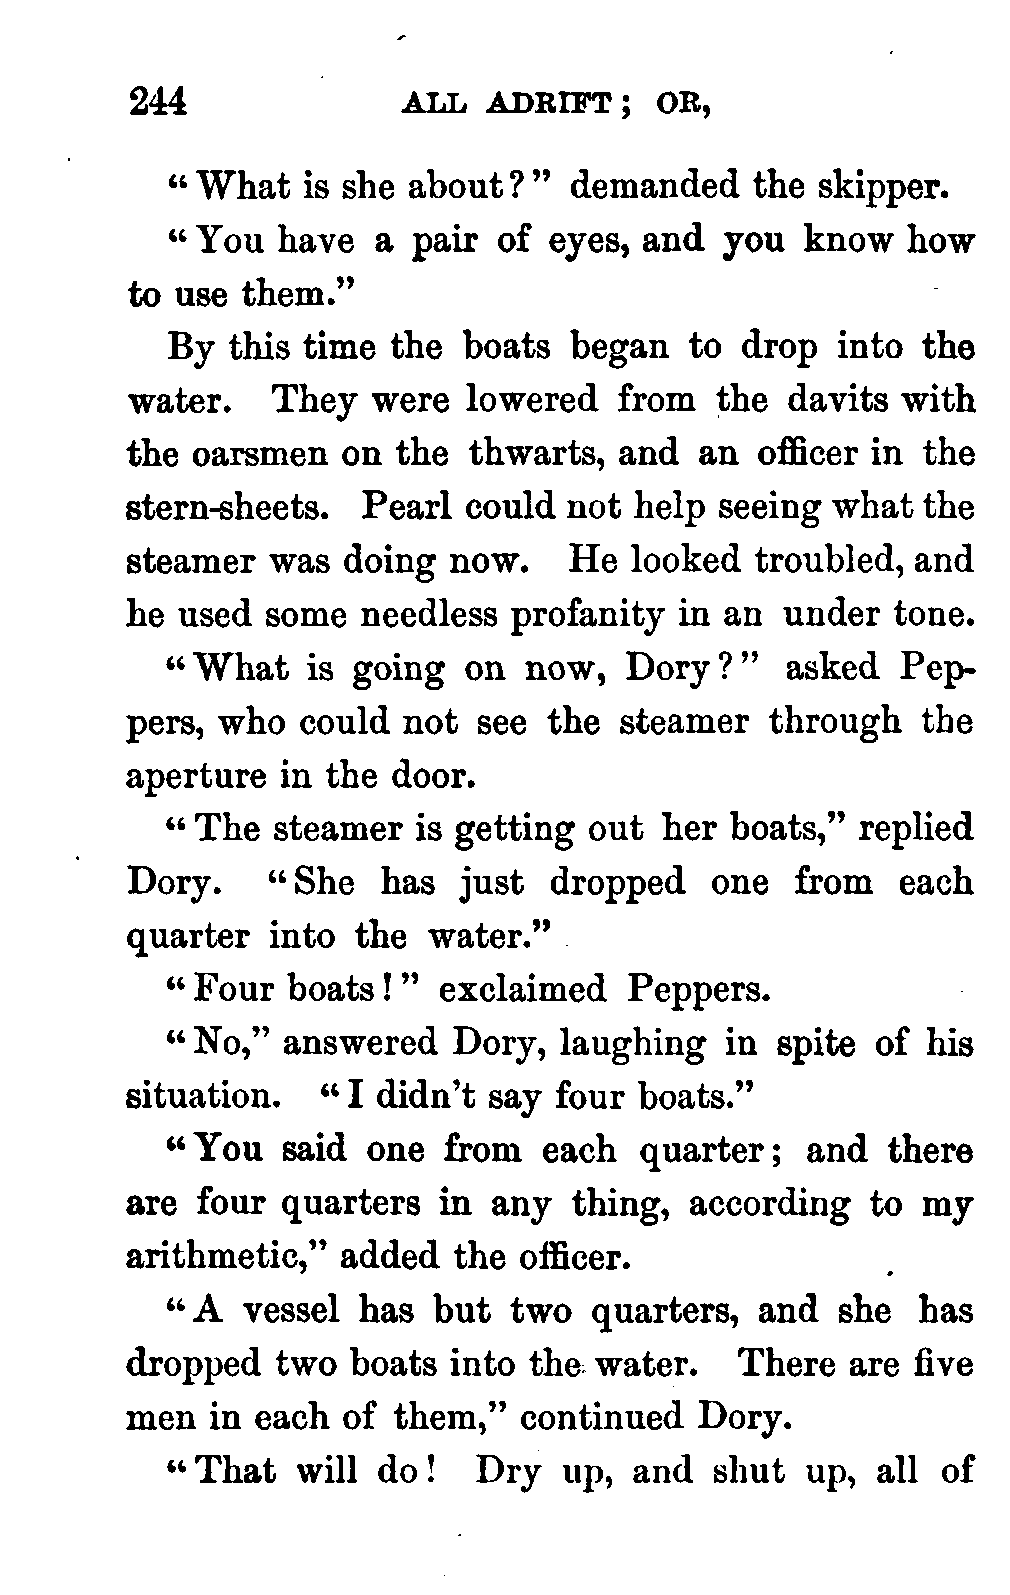 244 ALL ADRIFT; OR,
"What is she about?" demanded the skipper.
"You have a pair of eyes, and you know how
to use them."
By this time the boats began to drop into the
water. They were lowered from the davits with
the oarsmen on the thwarts, and an officer in the
stern-sheets. Pearl could not help seeing what the
steamer was doing now. He looked troubled, and
he used some needless profanity in an under tone.
"What is going on now, Dory?" asked Pep-
pers, who could not see the steamer through the
aperture in the door.
"The steamer is getting out her boats," replied
Dory. "She has just dropped one from each
quarter into the water."
"Four boats!" exclaimed Peppers.
"No," answered Dory, laughing in spite of his
situation. "I didn't say four boats."
"You said one from each quarter; and there
are four quarters in any thing, according to my
arithmetic," added the officer.
"A vessel has but two quarters, and she has
dropped two boats into the water. There are five
men in each of them," continued Dory.
"That will do! Dry up, and shut up, all of